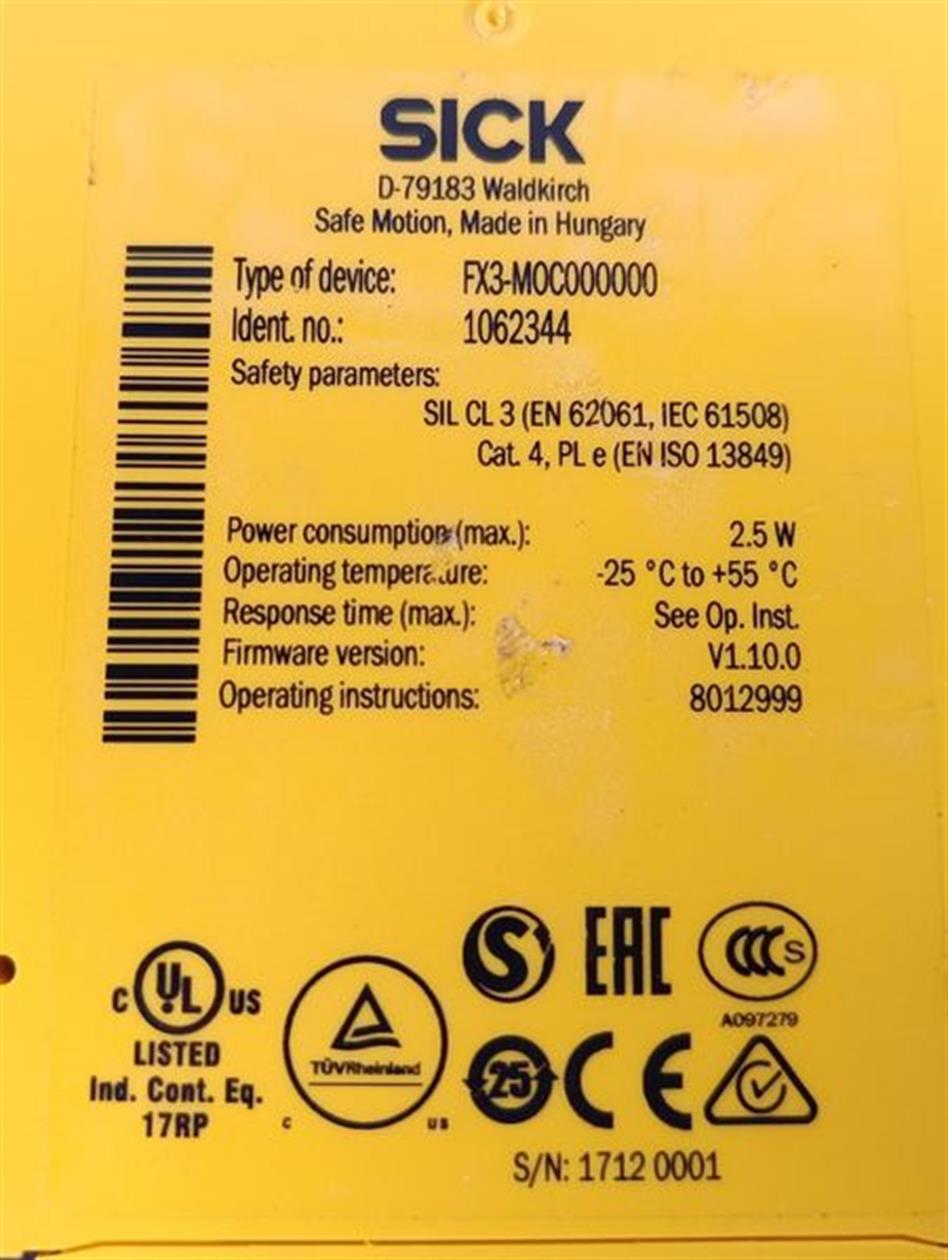 SICK
D-79183 Waldkirch
Safe Motion, Made in Hungary
Type of device: FX3-MOC000000
Ident. no.: 1062344
Safety parameters:
SIL CL 3 (EN 62061, IEC 61508)
Cat. 4, PL e (EN ISO 13849)
Power consumption (max.): 2.5 W
Operating temperature: -25 °C to +55 °C
Response time (max.): See Op. Inst.
Firmware version: V1.10.0
Operating instructions: 8012999
C UL US
LISTED
Ind. Cont. Eq.
17RP
TÜVRheinland
C US
S EAC CCC S
A097279
25 CE
S/N: 1712 0001